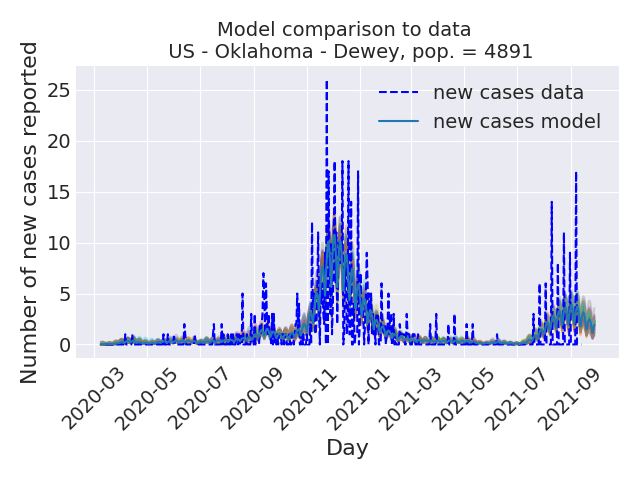 Model comparison to data
US - Oklahoma - Dewey, pop. = 4891
Number of new cases reported
25
20
15
10
5
0
new cases data
new cases model
2020-03
2020-05
2020-07
2020-09
2020-11
2021-01
2021-03
2021-05
2021-07
2021-09
Day